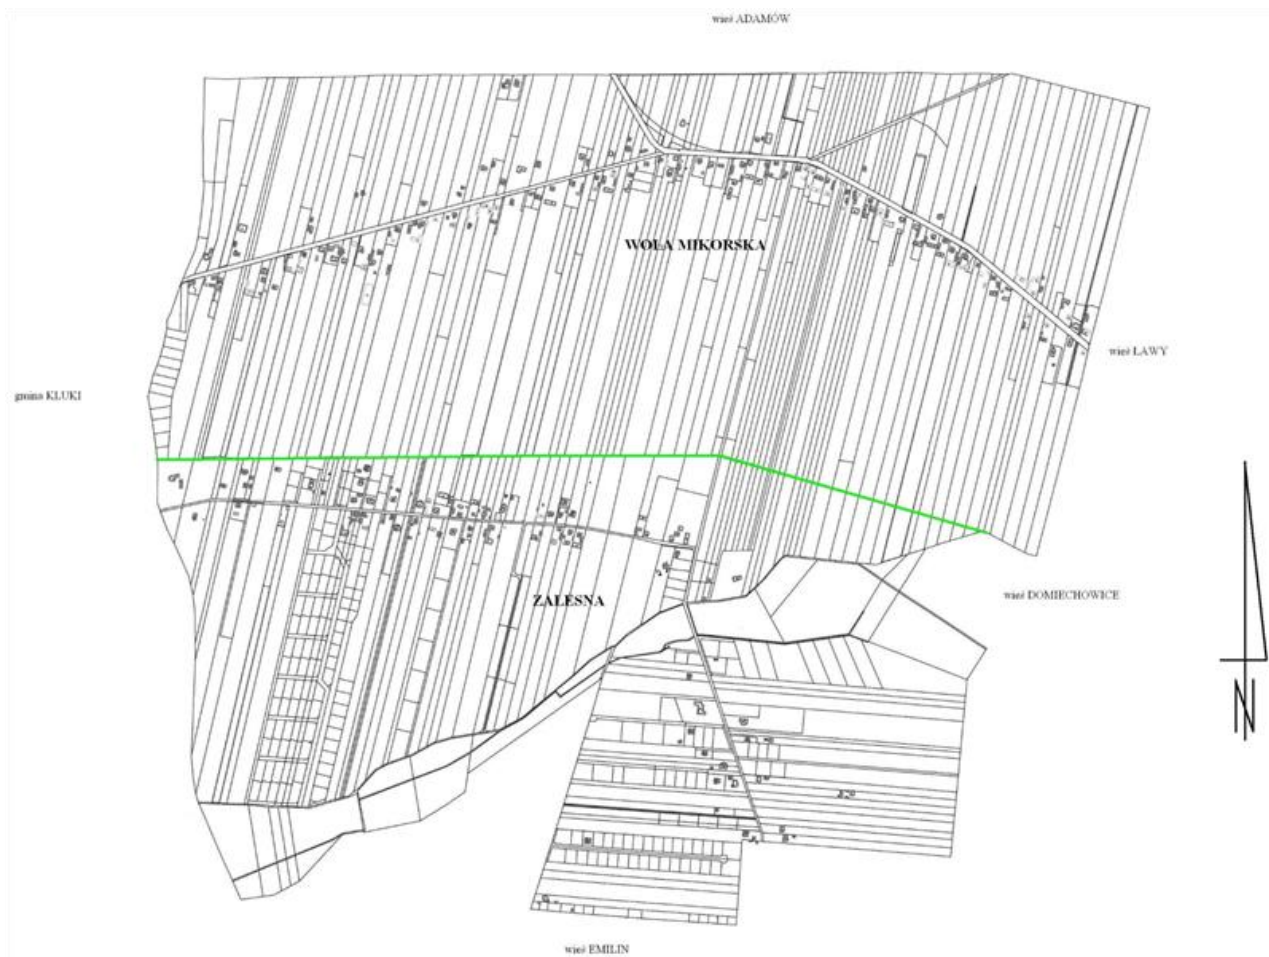 wieś ADAMÓW
WOLA MIKORSKA
wieś ŁAWY
gmina KLUKI
ZALESNA
wieś DOMIECHOWICE
N
wieś EMILIN